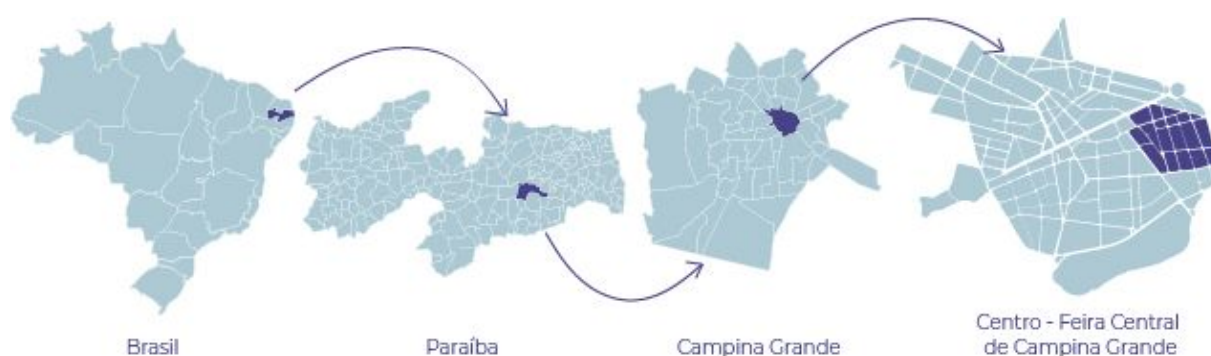 Brasil
Paraíba
Campina Grande
Centro - Feira Central
de Campina Grande